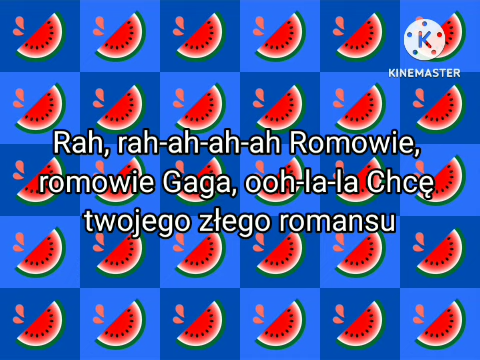 KINEMASTER
Rah, rah-ah-ah-ah Romowie,
romowie Gaga, ooh-la-la Chcę
twojego złego romansu